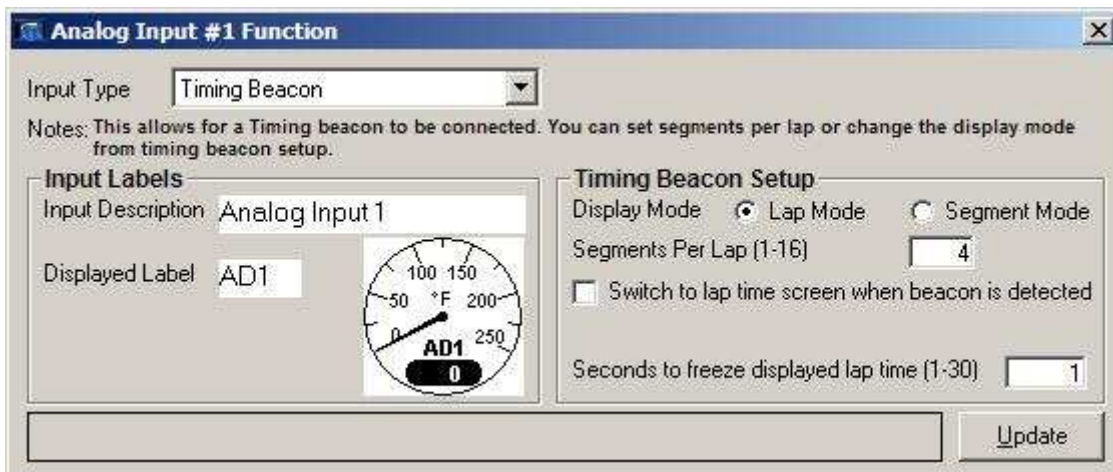 Analog Input #1 Function
Input Type Timing Beacon
Notes: This allows for a Timing beacon to be connected. You can set segments per lap or change the display mode
from timing beacon setup.
Input Labels
Input Description Analog Input 1
Displayed Label AD1
100 150
50 °F 200
0 250
AD1
0
Timing Beacon Setup
Display Mode Lap Mode Segment Mode
Segments Per Lap (1-16) 4
Switch to lap time screen when beacon is detected
Seconds to freeze displayed lap time (1-30) 1
Update